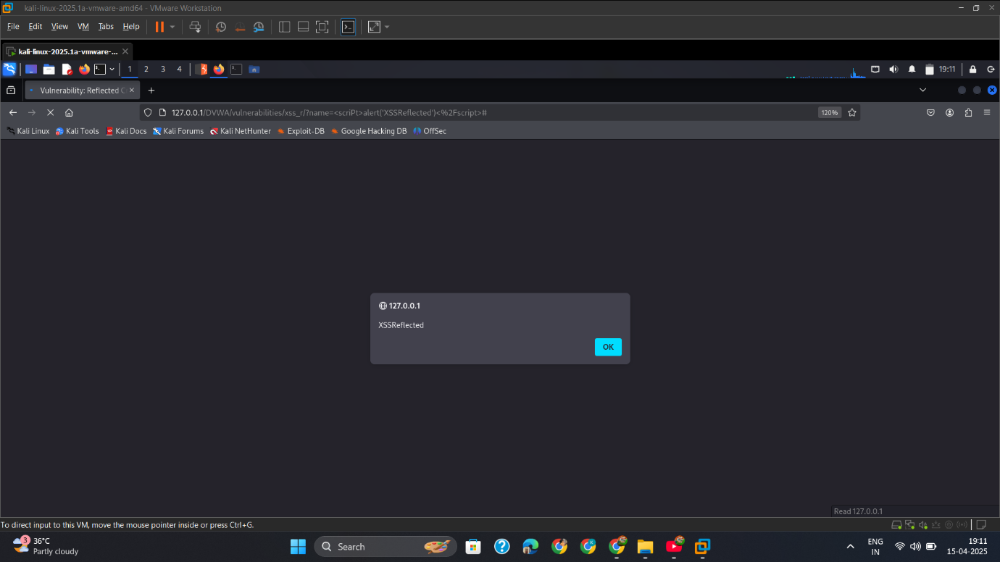 kali-linux-2025.1a-vmware-amd64 - VMware Workstation
File Edit View VM Tabs Help
kali-linux-2025.1a-vmware-...
1 2 3 4 19:11
Vulnerability: Reflected
127.0.0.1/DVWA/vulnerabilities/xss_r/?name=<scriPt>alert('XSSReflected')<%2Fscript># 120%
Kali Linux Kali Tools Kali Docs Kali Forums Kali NetHunter Exploit-DB Google Hacking DB OffSec
127.0.0.1
XSSReflected
OK
Read 127.0.0.1
To direct input to this VM, move the mouse pointer inside or press Ctrl+G.
3 36°C
Partly cloudy
Search
ENG
IN
19:11
15-04-2025